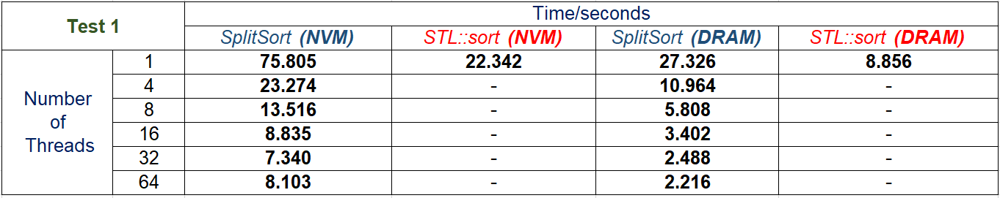 Test 1
Time/seconds
SplitSort (NVM) STL::sort (NVM) SplitSort (DRAM) STL::sort (DRAM)
Number
of
Threads
1 75.805 22.342 27.326 8.856
4 23.274 - 10.964 -
8 13.516 - 5.808 -
16 8.835 - 3.402 -
32 7.340 - 2.488 -
64 8.103 - 2.216 -